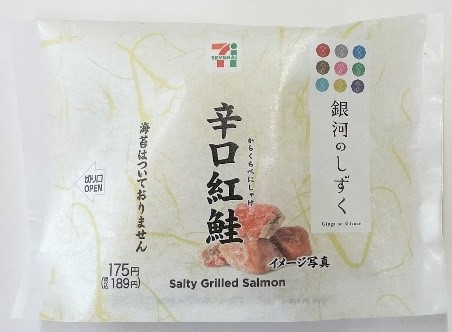 7i
SEVEN & i
銀河のしずく
Ginga no Shizuku
辛口紅鮭
からくちべにしゃけ
海苔はついておりません
切り口
OPEN
イメージ写真
175円
(税込189円)
Salty Grilled Salmon